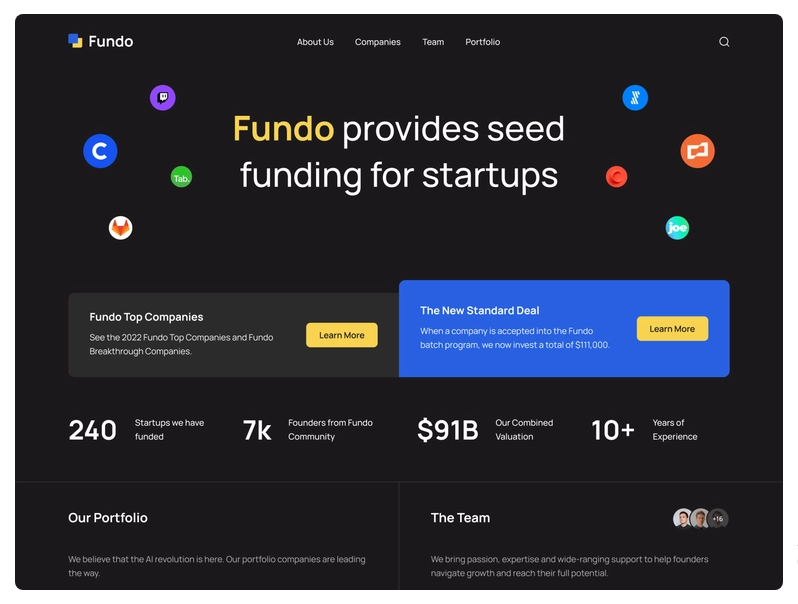 Fundo
About Us
Companies
Team
Portfolio
Fundo provides seed
funding for startups
Tab.
joe
Fundo Top Companies
See the 2022 Fundo Top Companies and Fundo
Breakthrough Companies.
Learn More
The New Standard Deal
When a company is accepted into the Fundo
batch program, we now invest a total of $111,000.
Learn More
240
Startups we have
funded
7k
Founders from Fundo
Community
$91B
Our Combined
Valuation
10+
Years of
Experience
Our Portfolio
We believe that the AI revolution is here. Our portfolio companies are leading
the way.
The Team
+16
We bring passion, expertise and wide-ranging support to help founders
navigate growth and reach their full potential.